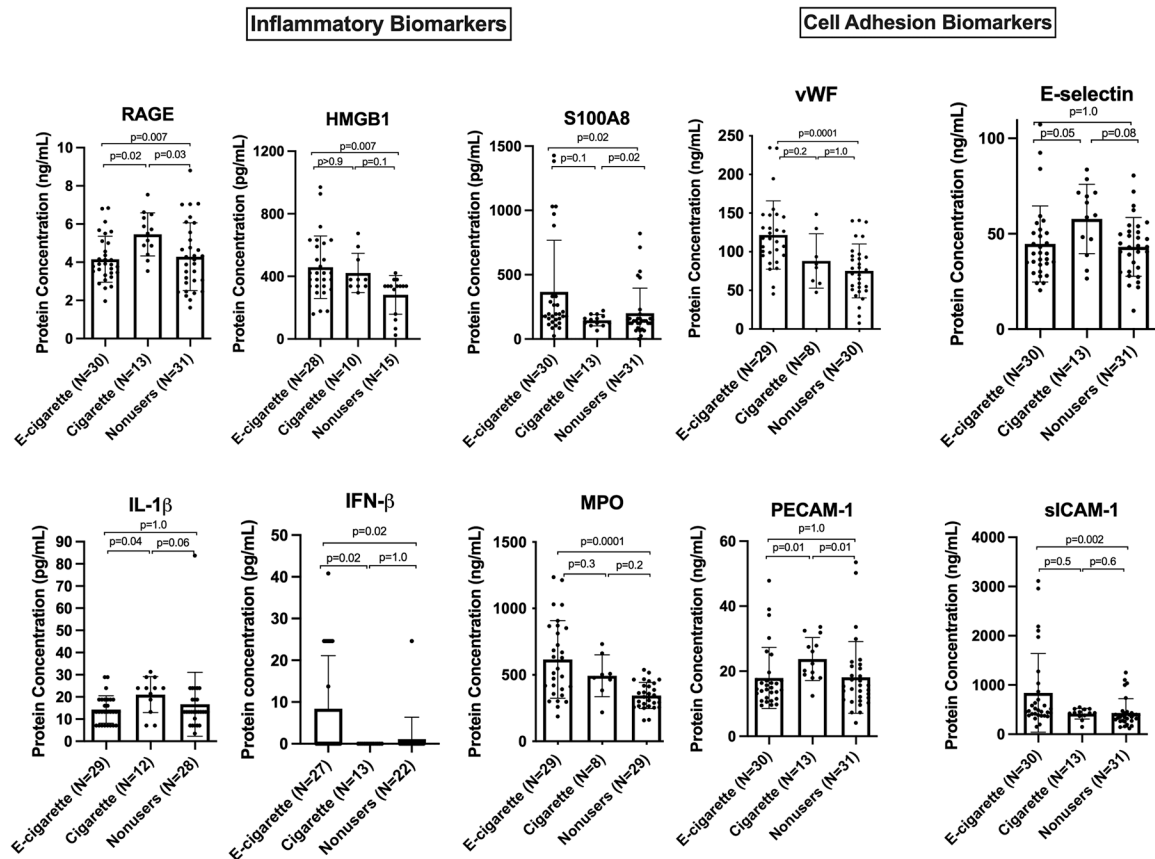 Inflammatory Biomarkers
Cell Adhesion Biomarkers
RAGE
p=0.007
p=0.02
p=0.03
Protein Concentration (ng/mL)
10
8
6
4
2
0
E-cigarette (N=30)
Cigarette (N=13)
Nonusers (N=31)
HMGB1
p=0.007
p>0.9
p=0.1
Protein Concentration (pg/mL)
1200
800
400
0
E-cigarette (N=28)
Cigarette (N=10)
Nonusers (N=15)
S100A8
p=0.02
p=0.1
p=0.02
Protein Concentration (pg/mL)
1500
1000
500
0
E-cigarette (N=30)
Cigarette (N=13)
Nonusers (N=31)
vWF
p=0.0001
p=0.2
p=1.0
Protein Concentration (ng/mL)
250
200
150
100
50
0
E-cigarette (N=29)
Cigarette (N=8)
Nonusers (N=30)
E-selectin
p=1.0
p=0.05
p=0.08
Protein Concentration (ng/mL)
100
50
0
E-cigarette (N=30)
Cigarette (N=13)
Nonusers (N=31)
IL-1β
p=1.0
p=0.04
p=0.06
Protein Concentration (pg/mL)
90
80
70
60
50
40
30
20
10
0
E-cigarette (N=29)
Cigarette (N=12)
Nonusers (N=28)
IFN-β
p=0.02
p=0.02
p=1.0
Protein Concentration (pg/mL)
50
40
30
20
10
0
E-cigarette (N=27)
Cigarette (N=13)
Nonusers (N=22)
MPO
p=0.0001
p=0.3
p=0.2
Protein Concentration (ng/mL)
1500
1000
500
0
E-cigarette (N=29)
Cigarette (N=8)
Nonusers (N=29)
PECAM-1
p=1.0
p=0.01
p=0.01
Protein Concentration (ng/mL)
60
40
20
0
E-cigarette (N=30)
Cigarette (N=13)
Nonusers (N=31)
sICAM-1
p=0.002
p=0.5
p=0.6
Protein Concentration (ng/mL)
4000
3000
2000
1000
0
E-cigarette (N=30)
Cigarette (N=13)
Nonusers (N=31)